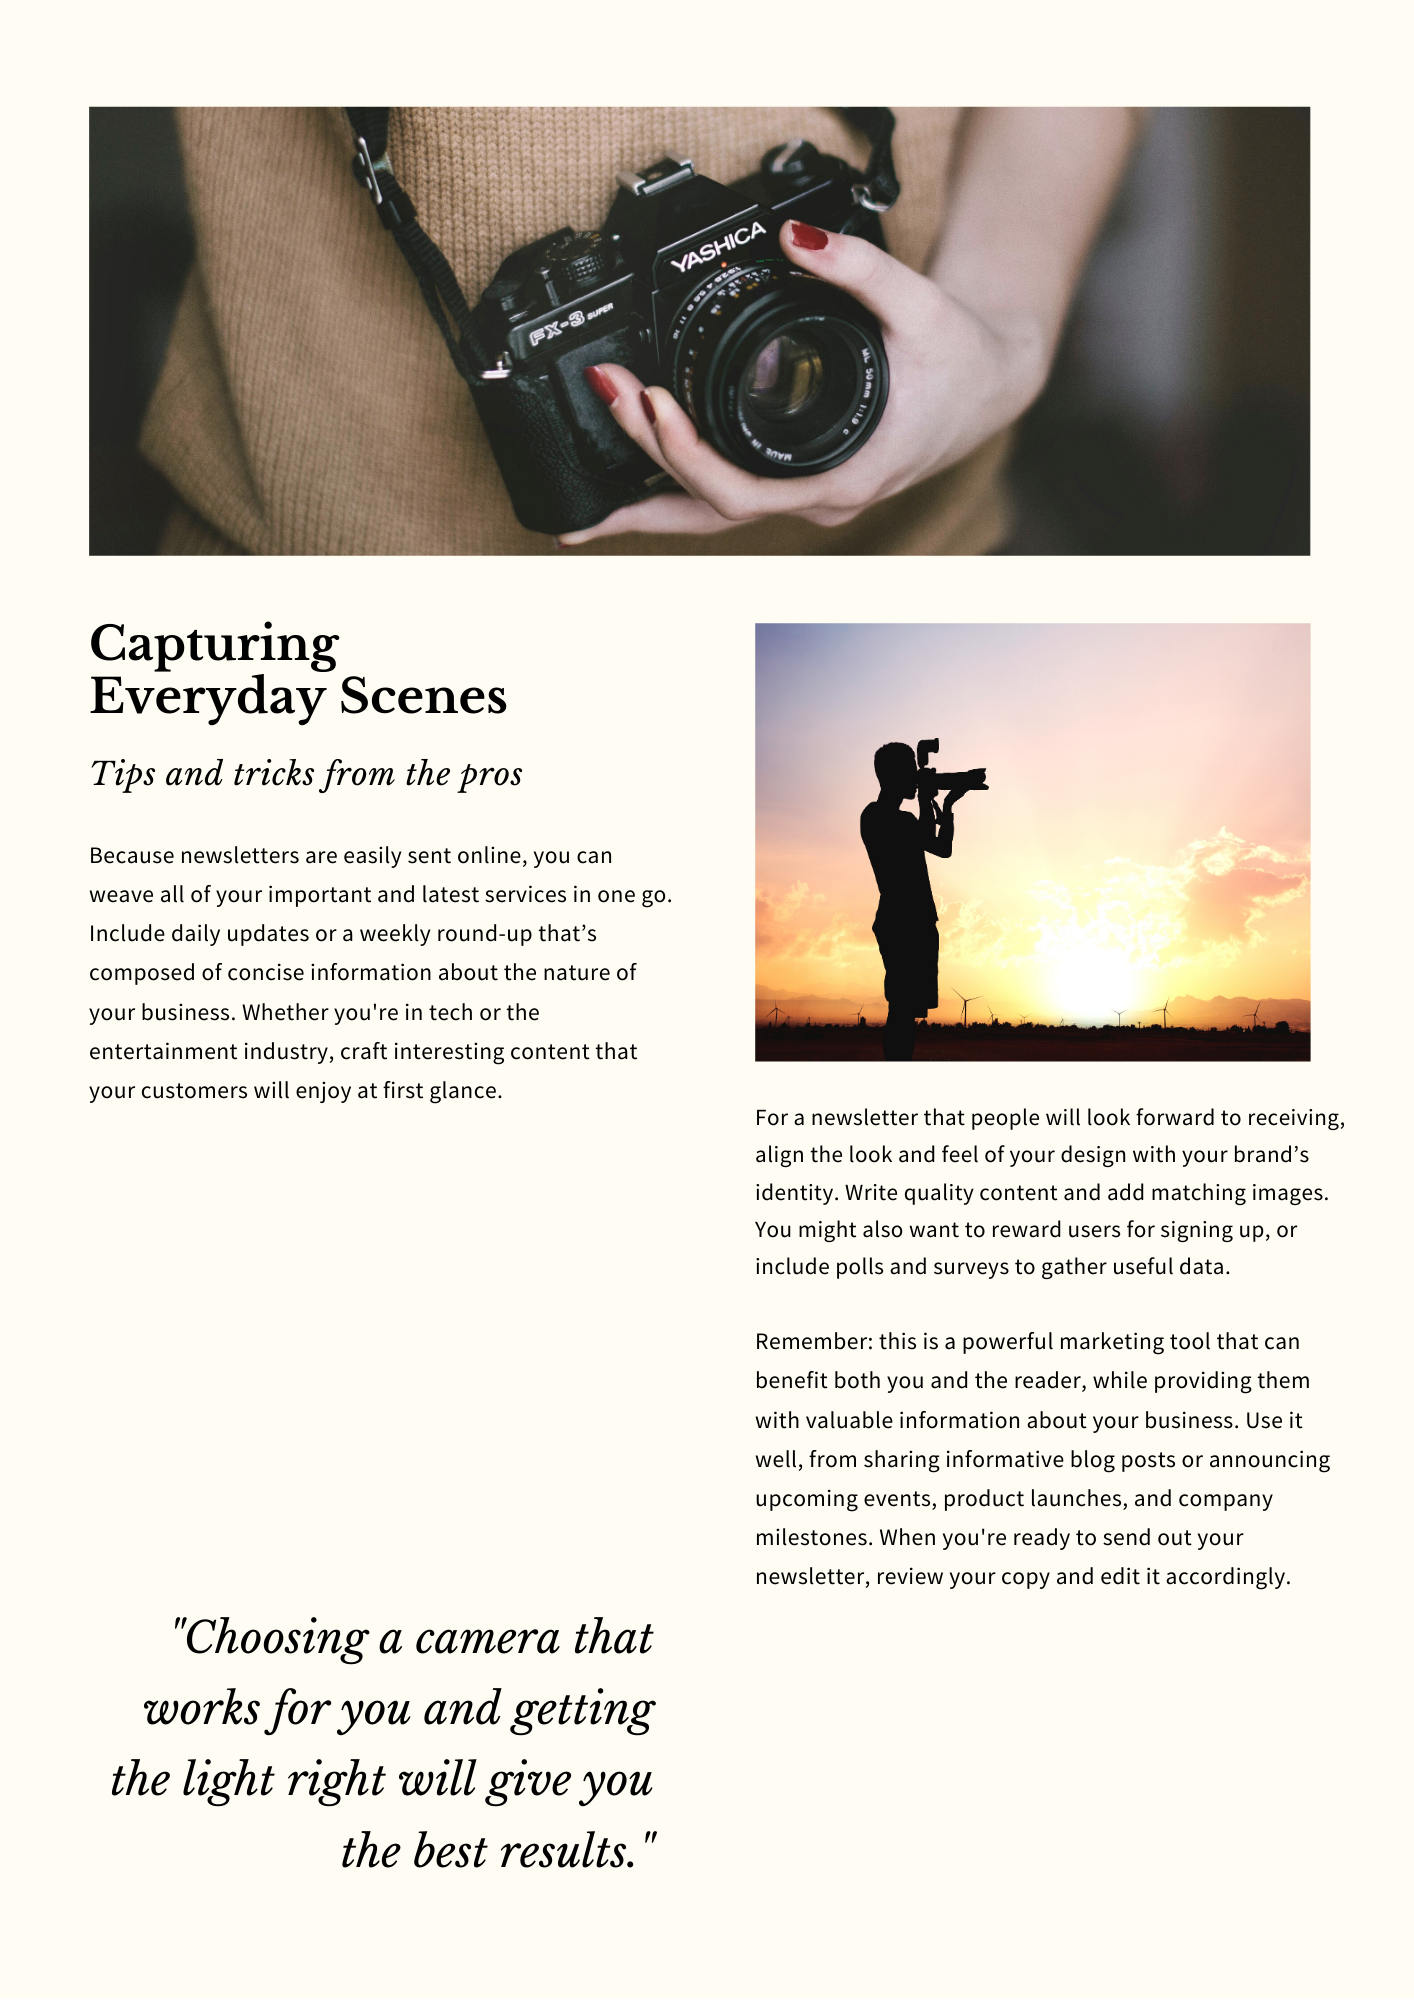 YASHICA
FX-3 SUPER
ML 50mm 1:1.9 c
Capturing
Everyday Scenes
Tips and tricks from the pros
Because newsletters are easily sent online, you can
weave all of your important and latest services in one go.
Include daily updates or a weekly round-up that’s
composed of concise information about the nature of
your business. Whether you're in tech or the
entertainment industry, craft interesting content that
your customers will enjoy at first glance.
"Choosing a camera that
works for you and getting
the light right will give you
the best results."
For a newsletter that people will look forward to receiving,
align the look and feel of your design with your brand’s
identity. Write quality content and add matching images.
You might also want to reward users for signing up, or
include polls and surveys to gather useful data.
Remember: this is a powerful marketing tool that can
benefit both you and the reader, while providing them
with valuable information about your business. Use it
well, from sharing informative blog posts or announcing
upcoming events, product launches, and company
milestones. When you're ready to send out your
newsletter, review your copy and edit it accordingly.